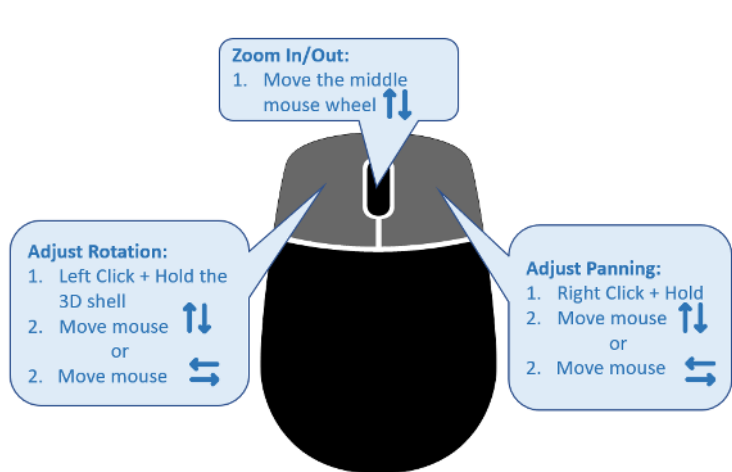 Zoom In/Out:
1. Move the middle
mouse wheel
Adjust Rotation:
1. Left Click + Hold the
3D shell
2. Move mouse
or
2. Move mouse
Adjust Panning:
1. Right Click + Hold
2. Move mouse
or
2. Move mouse